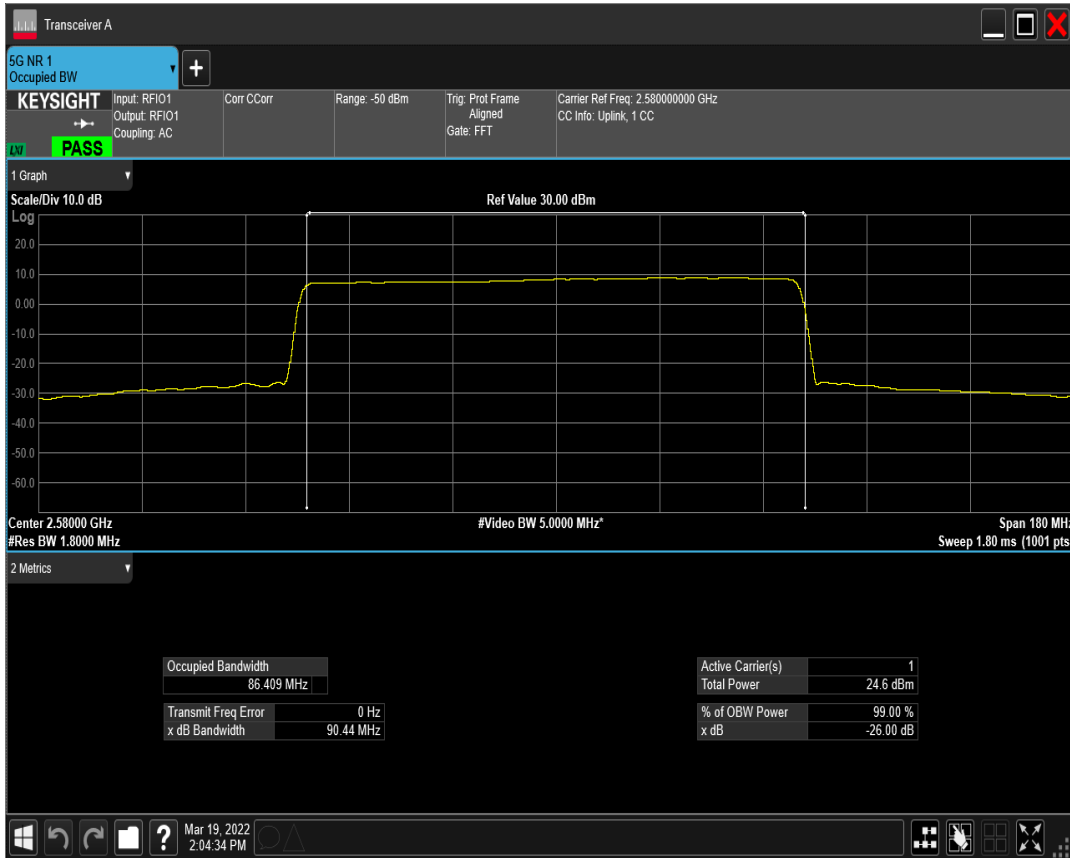 Transceiver A
5G NR 1
Occupied BW
KEYSIGHT
LXI
PASS
Input: RFIO1
Output: RFIO1
Coupling: AC
Corr CCorr
Range: -50 dBm
Trig: Prot Frame
Aligned
Gate: FFT
Carrier Ref Freq: 2.580000000 GHz
CC Info: Uplink, 1 CC
1 Graph
Scale/Div 10.0 dB
Ref Value 30.00 dBm
Log
20.0
10.0
0.00
-10.0
-20.0
-30.0
-40.0
-50.0
-60.0
Center 2.58000 GHz
#Video BW 5.0000 MHz*
Span 180 MHz
#Res BW 1.8000 MHz
Sweep 1.80 ms (1001 pts
2 Metrics
Occupied Bandwidth
86.409 MHz
Transmit Freq Error 0 Hz
x dB Bandwidth 90.44 MHz
Active Carrier(s) 1
Total Power 24.6 dBm
% of OBW Power 99.00 %
x dB -26.00 dB
?
Mar 19, 2022
2:04:34 PM